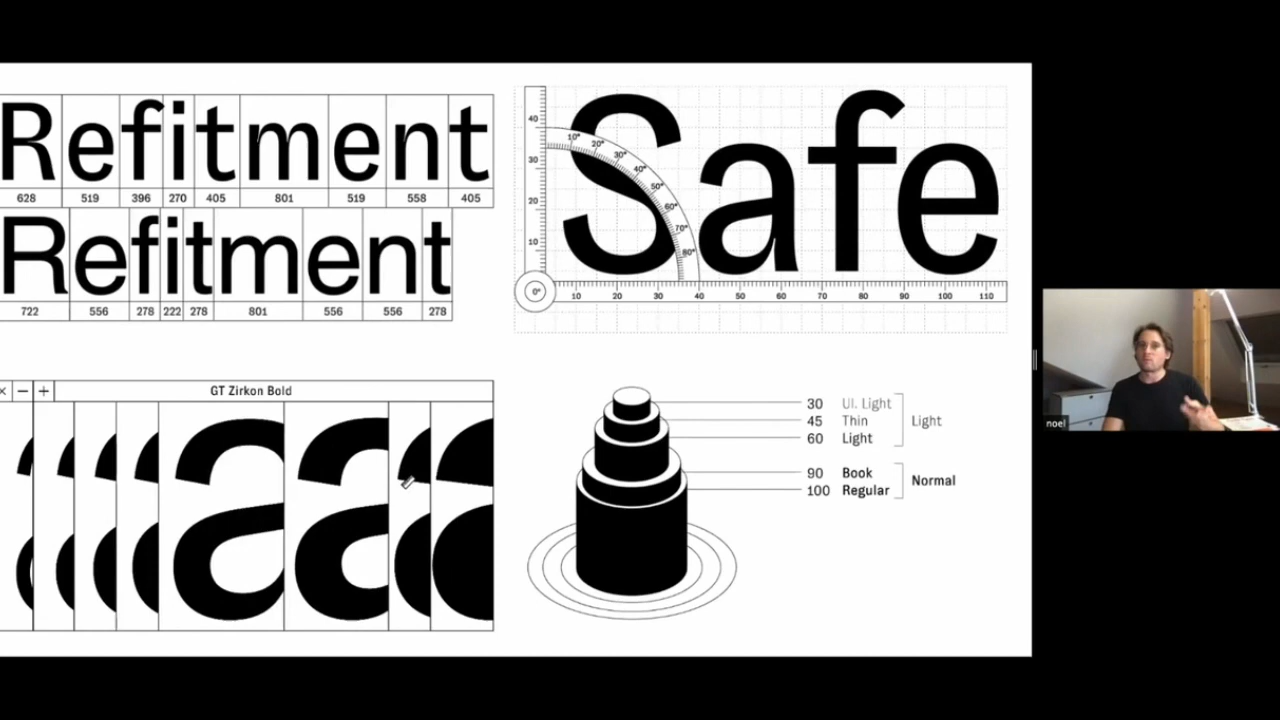 Refitment
628 519 396 270 405 801 519 558 405
Refitment
722 556 278 222 278 801 556 556 278
Safe
40
30
20
10
10° 20° 30° 40° 50° 60° 70° 80°
0° 10 20 30 40 50 60 70 80 90 100 110
× − + GT Zirkon Bold
a a a a a a a a
30 Ul. Light
45 Thin
60 Light
Light
90 Book
100 Regular
Normal
noel